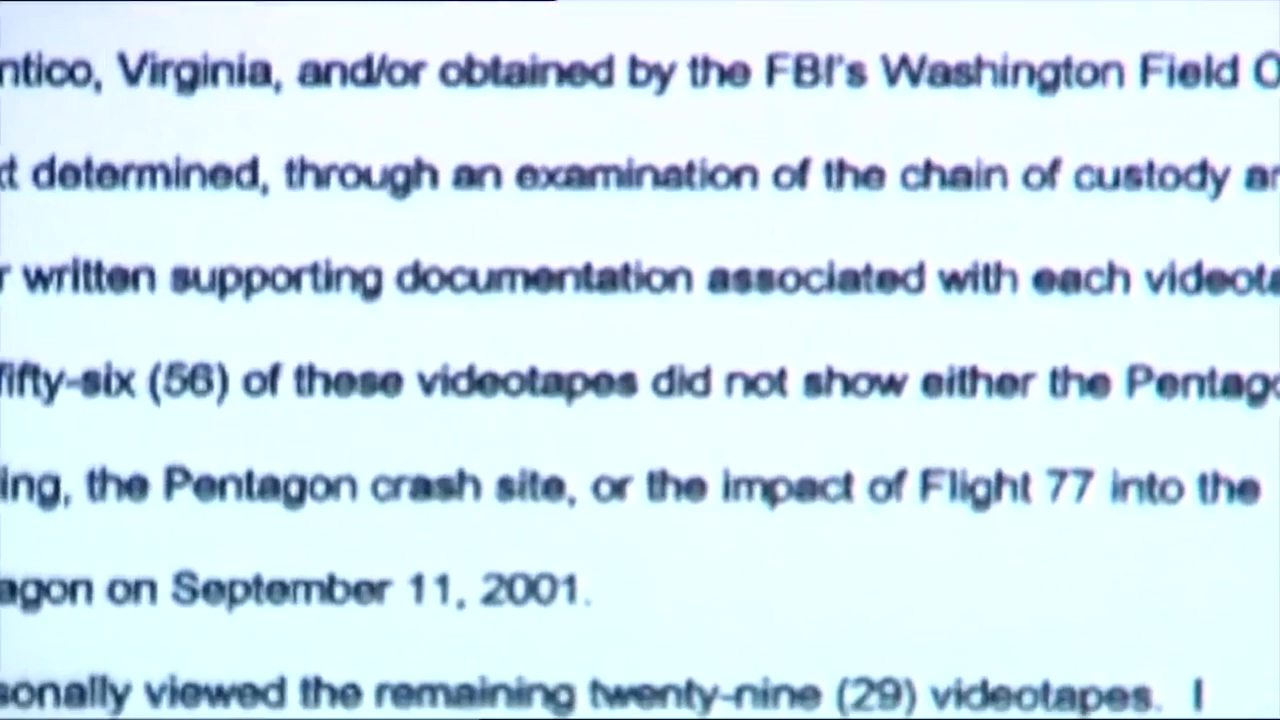 ntico, Virginia, and/or obtained by the FBI's Washington Field O
t determined, through an examination of the chain of custody ar
r written supporting documentation associated with each videota
fifty-six (56) of these videotapes did not show either the Pentago
ing, the Pentagon crash site, or the impact of Flight 77 into the
agon on September 11, 2001.
sonally viewed the remaining twenty-nine (29) videotapes. I